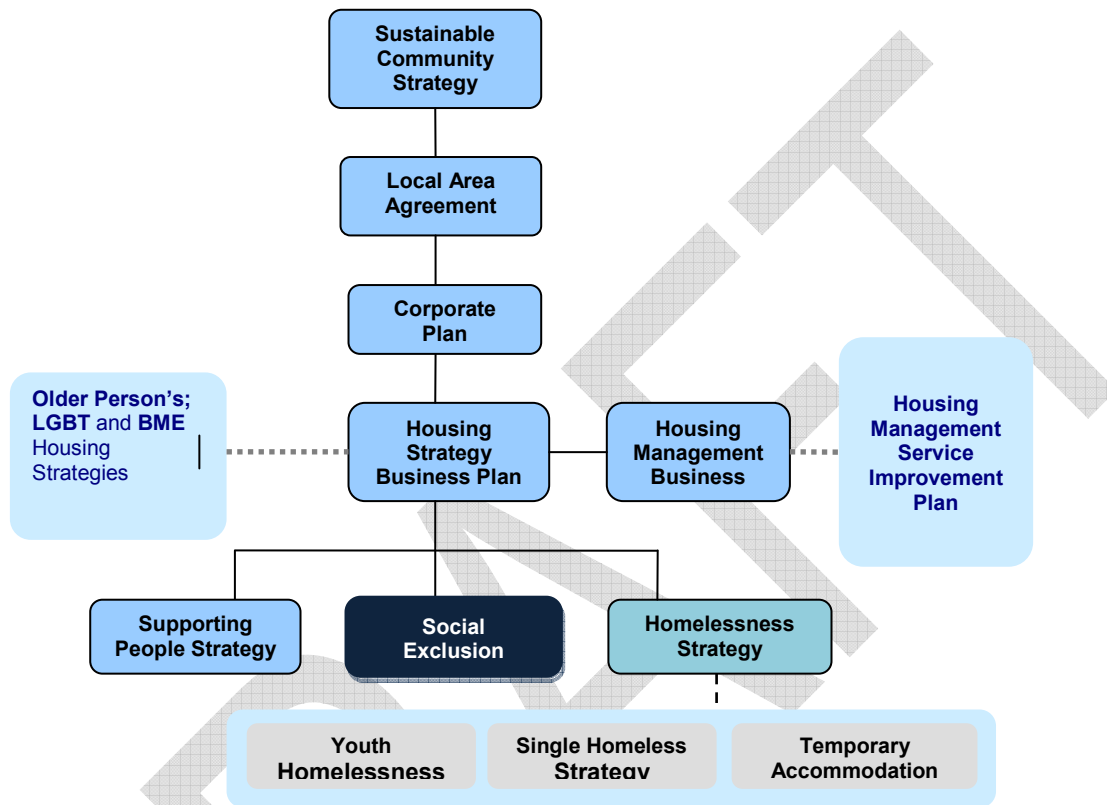 Sustainable
Community
Strategy
Local Area
Agreement
Corporate
Plan
Older Person's;
LGBT and BME
Housing
Strategies
Housing
Strategy
Business Plan
Housing
Management
Business
Housing
Management
Service
Improvement
Plan
Supporting
People Strategy
Social
Exclusion
Homelessness
Strategy
Youth
Homelessness
Single Homeless
Strategy
Temporary
Accommodation
DRAFT